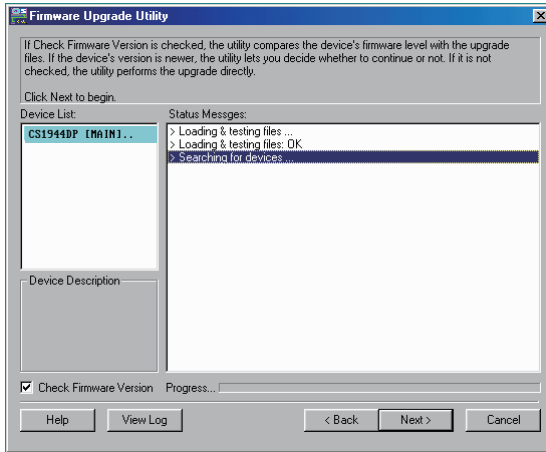 Firmware Upgrade Utility
If Check Firmware Version is checked, the utility compares the device's firmware level with the upgrade
files. If the device's version is newer, the utility lets you decide whether to continue or not. If it is not
checked, the utility performs the upgrade directly.
Click Next to begin.
Device List:
Status Messges:
CS1944DP [MAIN]..
> Loading & testing files ...
> Loading & testing files: OK
> Searching for devices ...
Device Description
Check Firmware Version
Progress...
Help
View Log
< Back
Next >
Cancel